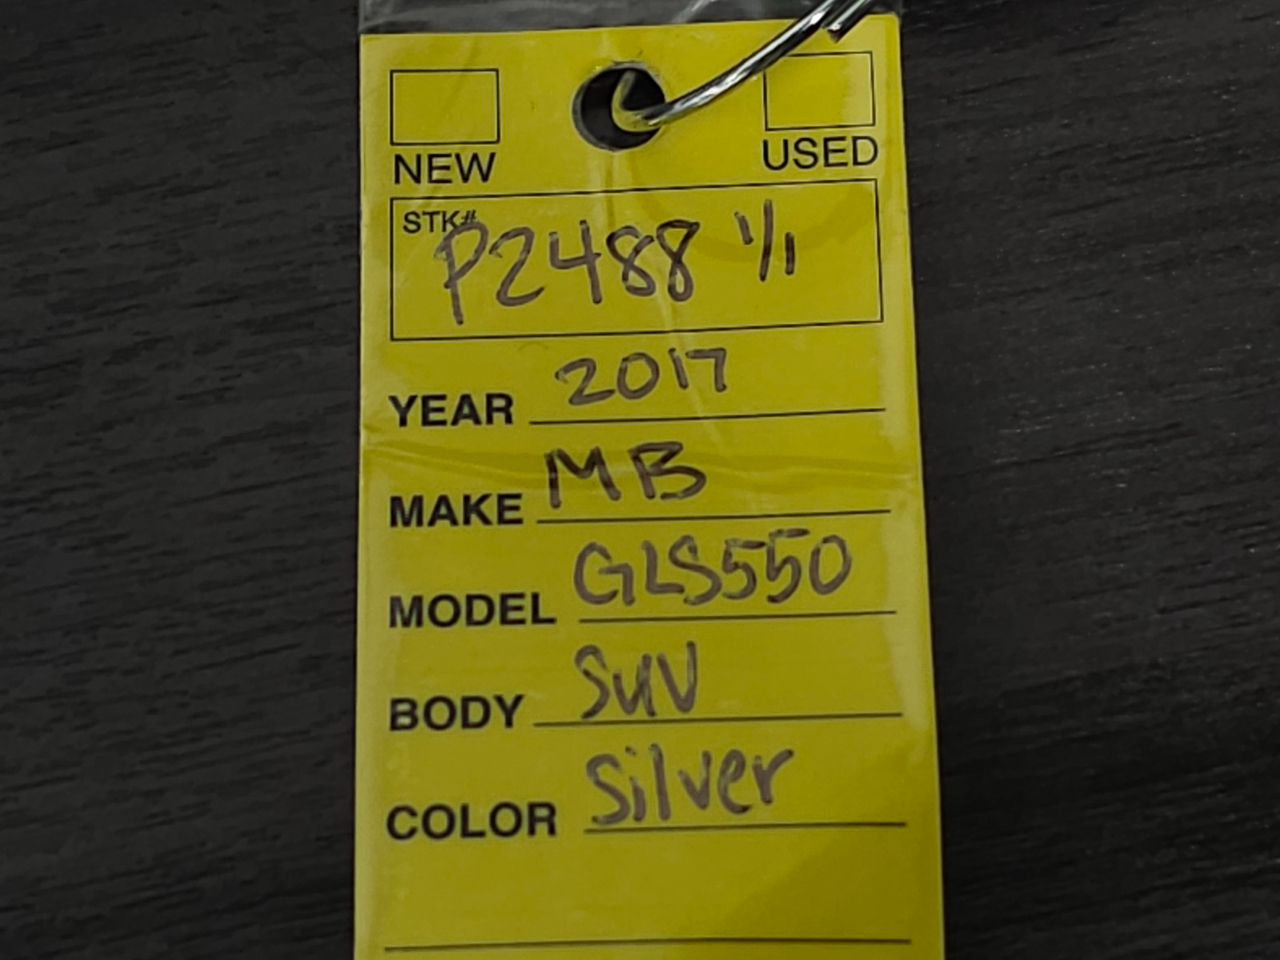 NEW USED
STK# P2488 1/1
YEAR 2017
MAKE MB
MODEL GLS550
BODY SUV
COLOR Silver